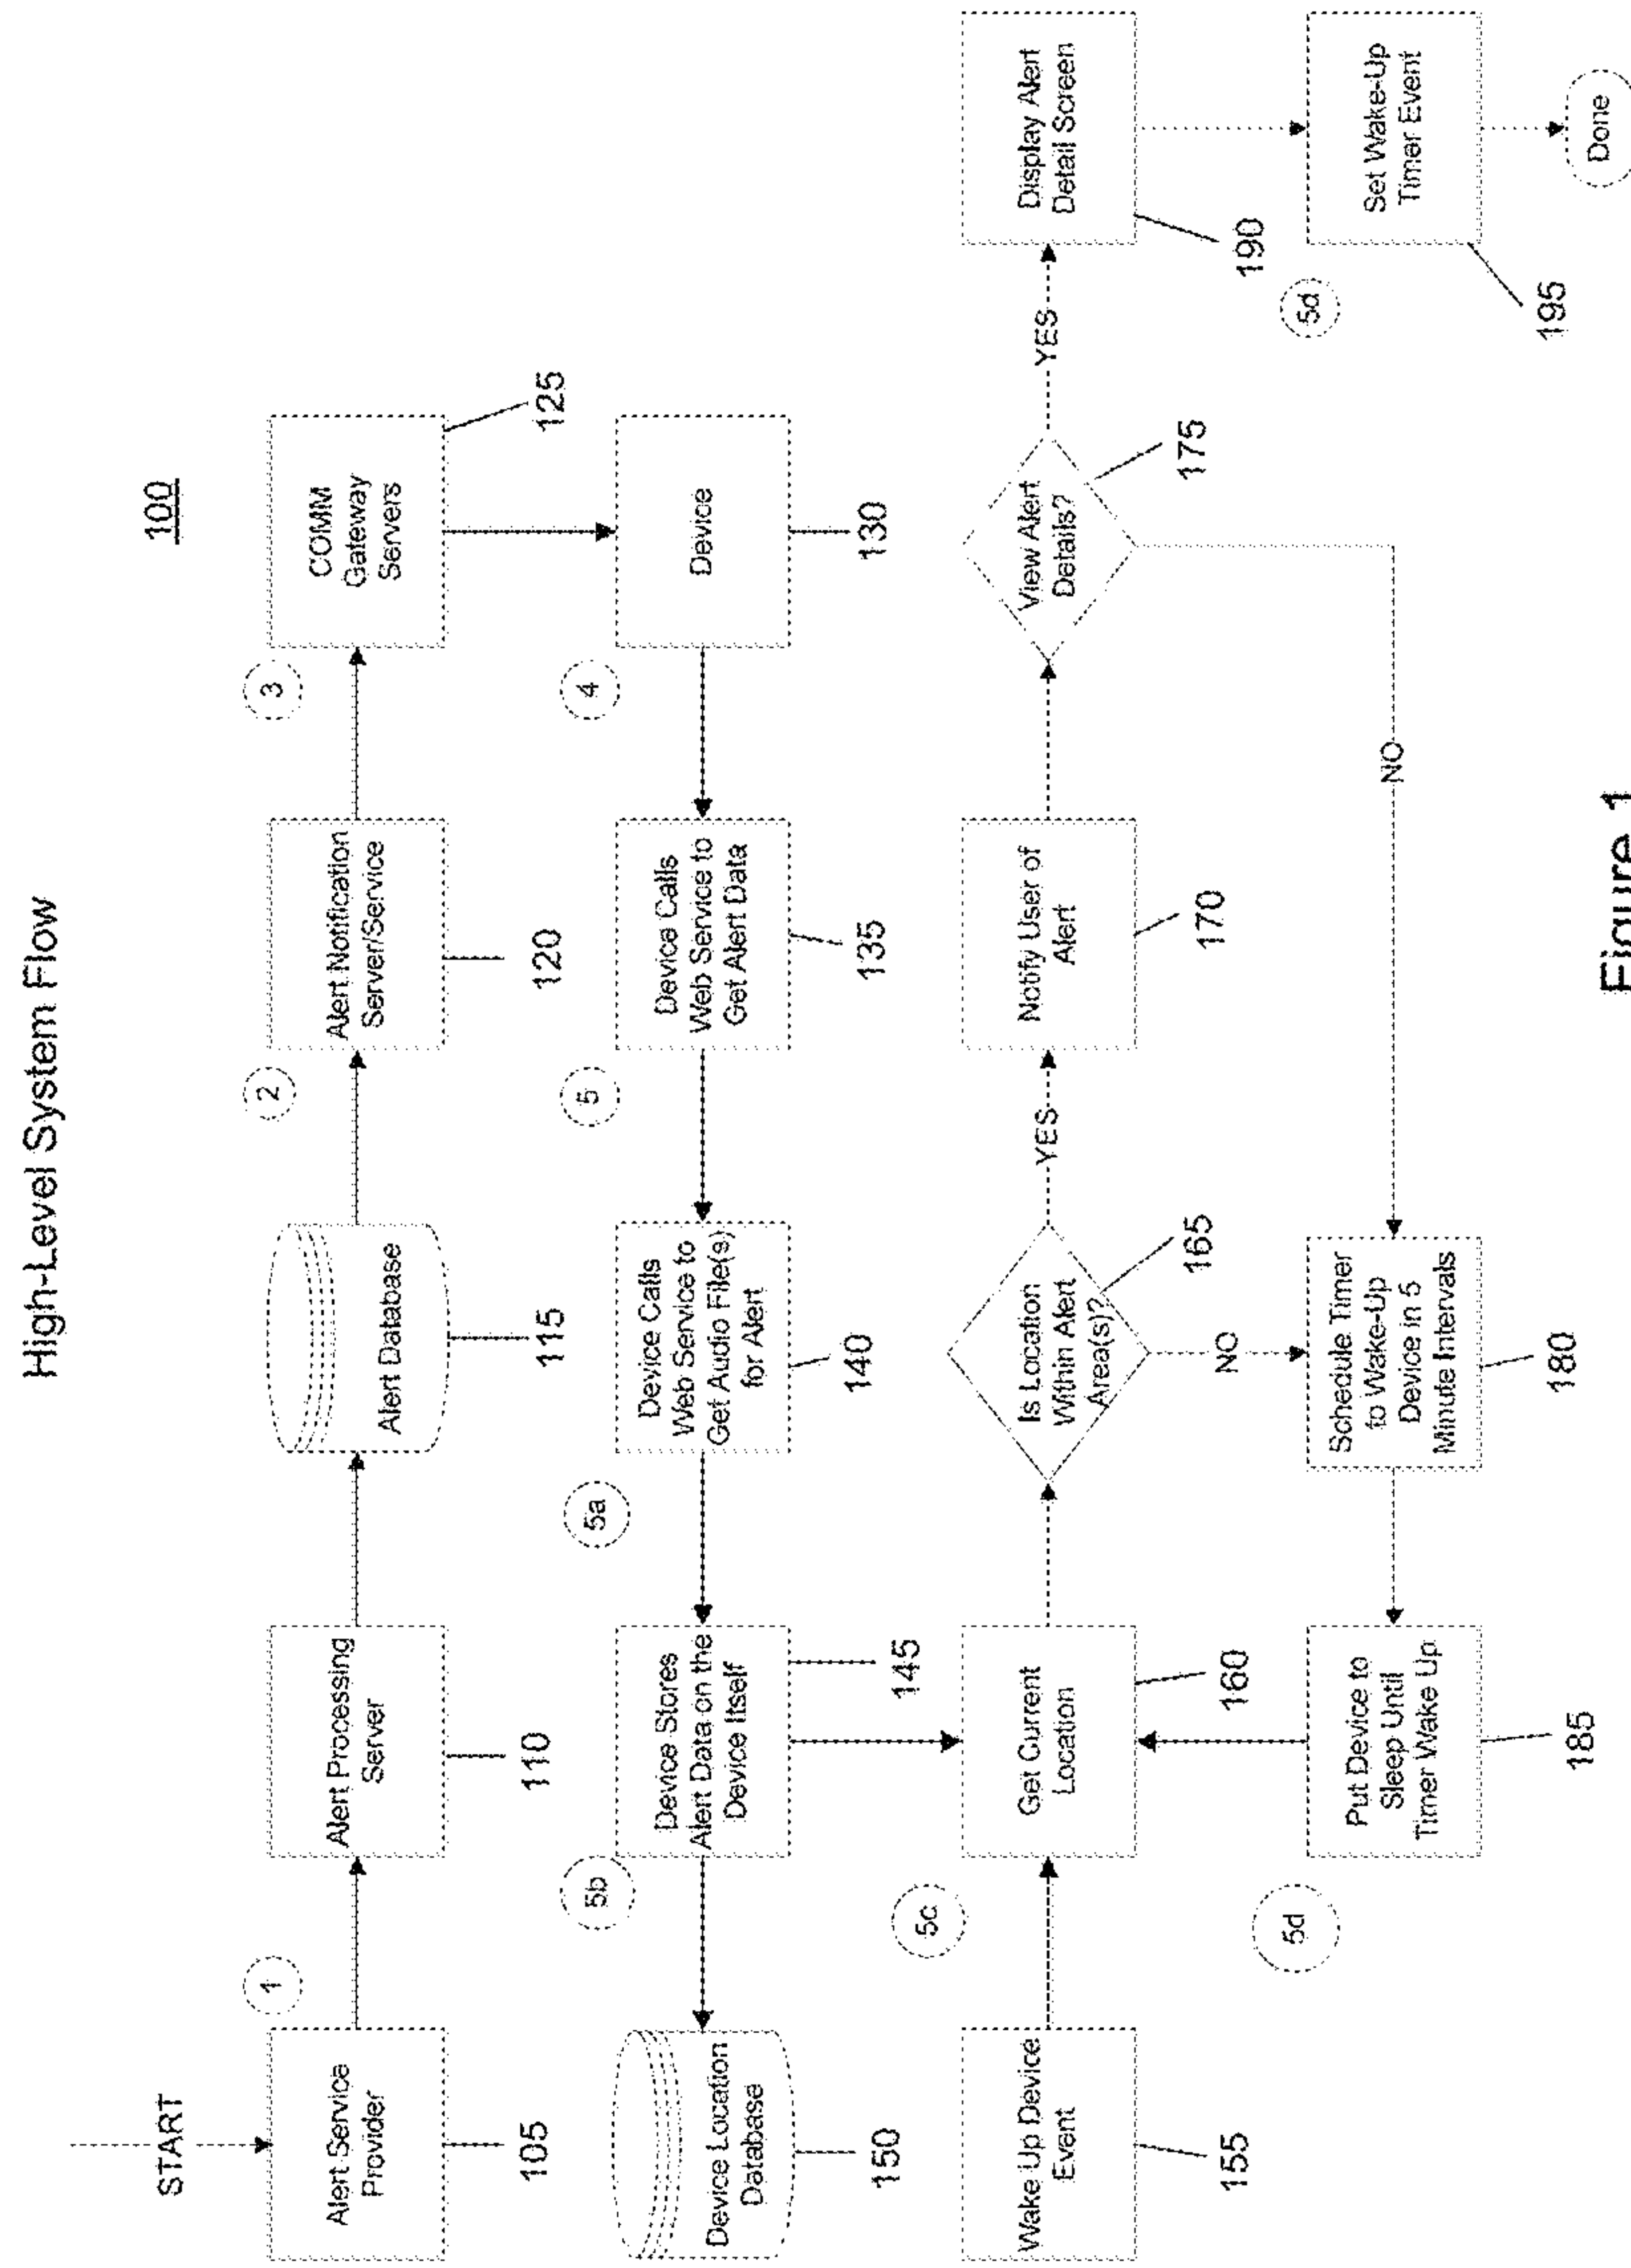 High-Level System Flow
100
START
Alert Service
Provider
105
1
Alert Processing
Server
110
Alert Database
115
2
Alert Notification
Server/Service
120
3
COMM
Gateway
Servers
125
Device
130
4
Device Calls
Web Service to
Get Alert Data
135
5
Device Calls
Web Service to
Get Audio File(s)
for Alert
140
5a
Device Stores
Alert Data on the
Device Itself
145
5b
Device Location
Database
150
Wake Up Device
Event
155
5c
Get Current
Location
160
Is Location
Within Alert
Area(s)?
165
YES
NO
Notify User of
Alert
170
View Alert
Details?
175
YES
NO
Display Alert
Detail Screen
190
5d
Set Wake-Up
Timer Event
195
Done
Schedule Timer
to Wake-Up
Device in 5
Minute Intervals
180
Put Device to
Sleep Until
Timer Wake Up
185
5d
Figure 1